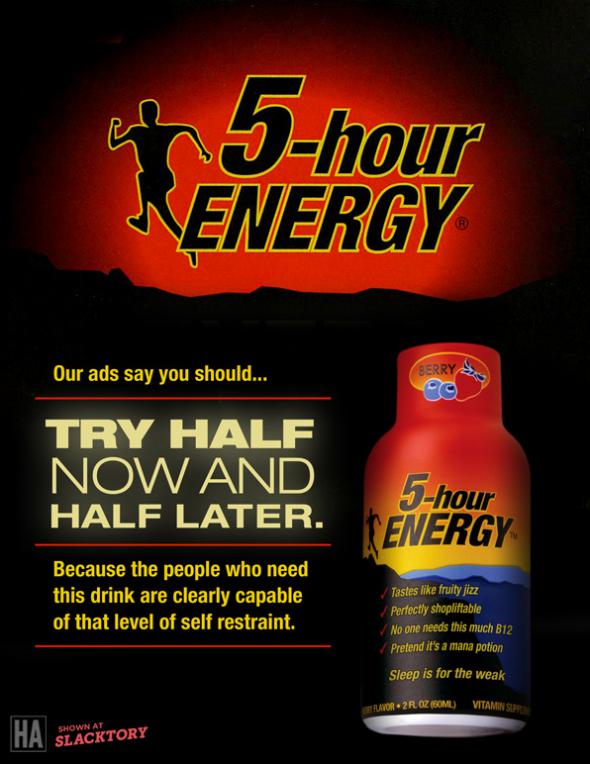 5-hour
ENERGY®
Our ads say you should...
TRY HALF
NOW AND
HALF LATER.
Because the people who need
this drink are clearly capable
of that level of self restraint.
BERRY
5-hour
ENERGY™
Tastes like fruity jizz
Perfectly shopliftable
No one needs this much B12
Pretend it's a mana potion
Sleep is for the weak
FLAVOR • 2 FL OZ (60ML) VITAMIN
HA
SHOWN AT
SLACKTORY